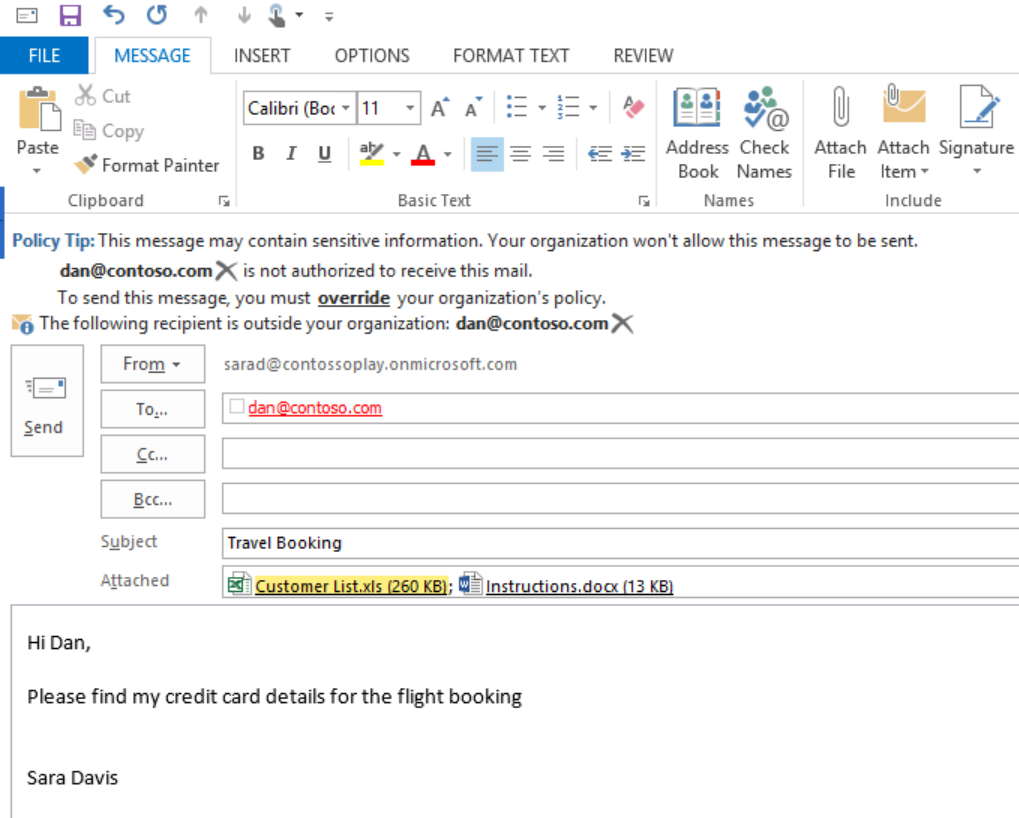 FILE MESSAGE INSERT OPTIONS FORMAT TEXT REVIEW
Paste
Cut
Copy
Format Painter
Clipboard
Calibri (Boc 11
B I U ab A
Basic Text
Address Book
Check Names
Names
Attach File
Attach Item
Signature
Include
Policy Tip: This message may contain sensitive information. Your organization won't allow this message to be sent.
dan@contoso.com is not authorized to receive this mail.
To send this message, you must override your organization's policy.
The following recipient is outside your organization: dan@contoso.com
Send
From sarad@contossoplay.onmicrosoft.com
To... dan@contoso.com
Cc...
Bcc...
Subject Travel Booking
Attached Customer List.xls (260 KB); Instructions.docx (13 KB)
Hi Dan,
Please find my credit card details for the flight booking
Sara Davis